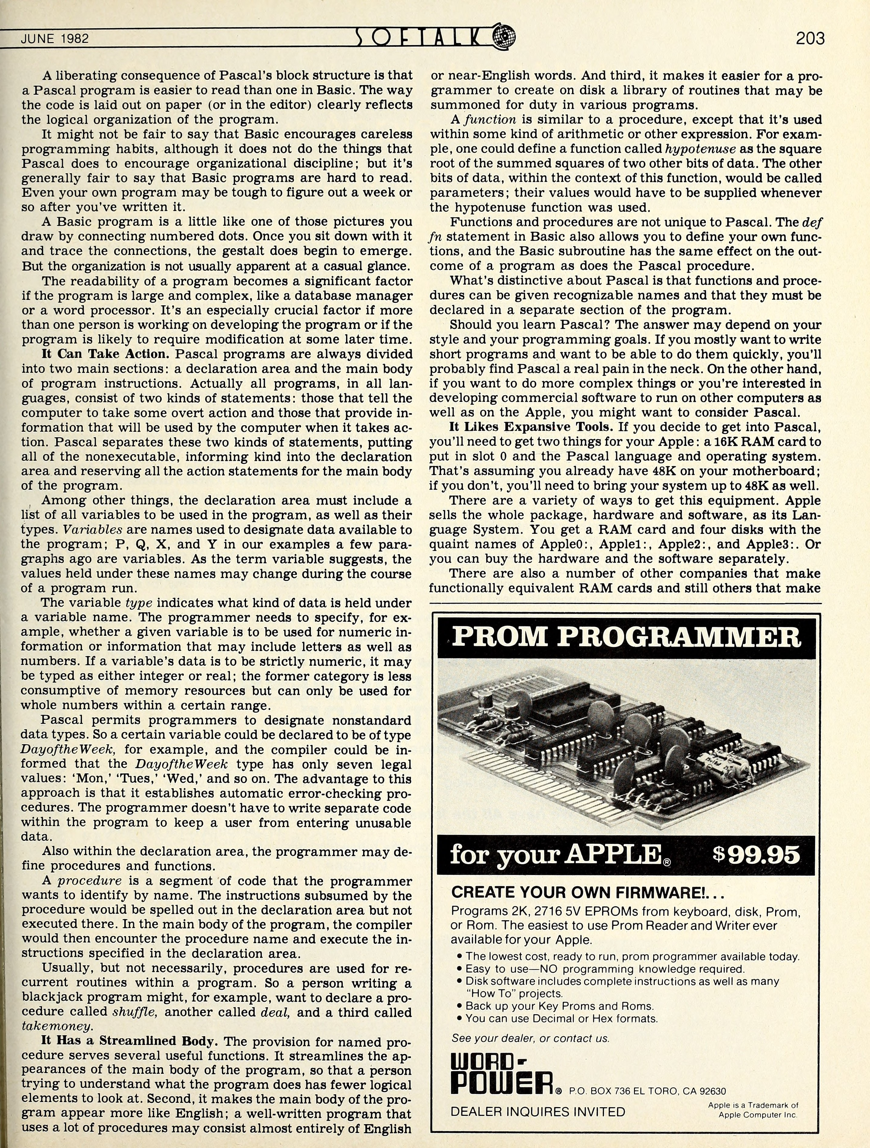 JUNE 1982
SOFTALK
203
A liberating consequence of Pascal's block structure is that
a Pascal program is easier to read than one in Basic. The way
the code is laid out on paper (or in the editor) clearly reflects
the logical organization of the program.
It might not be fair to say that Basic encourages careless
programming habits, although it does not do the things that
Pascal does to encourage organizational discipline; but it's
generally fair to say that Basic programs are hard to read.
Even your own program may be tough to figure out a week or
so after you've written it.
A Basic program is a little like one of those pictures you
draw by connecting numbered dots. Once you sit down with it
and trace the connections, the gestalt does begin to emerge.
But the organization is not usually apparent at a casual glance.
The readability of a program becomes a significant factor
if the program is large and complex, like a database manager
or a word processor. It's an especially crucial factor if more
than one person is working on developing the program or if the
program is likely to require modification at some later time.
It Can Take Action. Pascal programs are always divided
into two main sections: a declaration area and the main body
of program instructions. Actually all programs, in all lan-
guages, consist of two kinds of statements: those that tell the
computer to take some overt action and those that provide in-
formation that will be used by the computer when it takes ac-
tion. Pascal separates these two kinds of statements, putting
all of the nonexecutable, informing kind into the declaration
area and reserving all the action statements for the main body
of the program.
Among other things, the declaration area must include a
list of all variables to be used in the program, as well as their
types. Variables are names used to designate data available to
the program; P, Q, X, and Y in our examples a few para-
graphs ago are variables. As the term variable suggests, the
values held under these names may change during the course
of a program run.
The variable type indicates what kind of data is held under
a variable name. The programmer needs to specify, for ex-
ample, whether a given variable is to be used for numeric in-
formation or information that may include letters as well as
numbers. If a variable's data is to be strictly numeric, it may
be typed as either integer or real; the former category is less
consumptive of memory resources but can only be used for
whole numbers within a certain range.
Pascal permits programmers to designate nonstandard
data types. So a certain variable could be declared to be of type
DayoftheWeek, for example, and the compiler could be in-
formed that the DayoftheWeek type has only seven legal
values: 'Mon,' 'Tues,' 'Wed,' and so on. The advantage to this
approach is that it establishes automatic error-checking pro-
cedures. The programmer doesn't have to write separate code
within the program to keep a user from entering unusable
data.
Also within the declaration area, the programmer may de-
fine procedures and functions.
A procedure is a segment of code that the programmer
wants to identify by name. The instructions subsumed by the
procedure would be spelled out in the declaration area but not
executed there. In the main body of the program, the compiler
would then encounter the procedure name and execute the in-
structions specified in the declaration area.
Usually, but not necessarily, procedures are used for re-
current routines within a program. So a person writing a
blackjack program might, for example, want to declare a pro-
cedure called shuffle, another called deal, and a third called
takemoney.
It Has a Streamlined Body. The provision for named pro-
cedure serves several useful functions. It streamlines the ap-
pearances of the main body of the program, so that a person
trying to understand what the program does has fewer logical
elements to look at. Second, it makes the main body of the pro-
gram appear more like English; a well-written program that
uses a lot of procedures may consist almost entirely of English
or near-English words. And third, it makes it easier for a pro-
grammer to create on disk a library of routines that may be
summoned for duty in various programs.
A function is similar to a procedure, except that it's used
within some kind of arithmetic or other expression. For exam-
ple, one could define a function called hypotenuse as the square
root of the summed squares of two other bits of data. The other
bits of data, within the context of this function, would be called
parameters; their values would have to be supplied whenever
the hypotenuse function was used.
Functions and procedures are not unique to Pascal. The def
fn statement in Basic also allows you to define your own func-
tions, and the Basic subroutine has the same effect on the out-
come of a program as does the Pascal procedure.
What's distinctive about Pascal is that functions and proce-
dures can be given recognizable names and that they must be
declared in a separate section of the program.
Should you learn Pascal? The answer may depend on your
style and your programming goals. If you mostly want to write
short programs and want to be able to do them quickly, you'll
probably find Pascal a real pain in the neck. On the other hand,
if you want to do more complex things or you're interested in
developing commercial software to run on other computers as
well as on the Apple, you might want to consider Pascal.
It Likes Expansive Tools. If you decide to get into Pascal,
you'll need to get two things for your Apple: a 16K RAM card to
put in slot 0 and the Pascal language and operating system.
That's assuming you already have 48K on your motherboard;
if you don't, you'll need to bring your system up to 48K as well.
There are a variety of ways to get this equipment. Apple
sells the whole package, hardware and software, as its Lan-
guage System. You get a RAM card and four disks with the
quaint names of Apple0:, Apple1:, Apple2:, and Apple3:. Or
you can buy the hardware and the software separately.
There are also a number of other companies that make
functionally equivalent RAM cards and still others that make
PROM PROGRAMMER
for your APPLE® $99.95
CREATE YOUR OWN FIRMWARE!...
Programs 2K, 2716 5V EPROMs from keyboard, disk, Prom,
or Rom. The easiest to use Prom Reader and Writer ever
available for your Apple.
• The lowest cost, ready to run, prom programmer available today.
• Easy to use—NO programming knowledge required.
• Disk software includes complete instructions as well as many
"How To" projects.
• Back up your Key Proms and Roms.
• You can use Decimal or Hex formats.
See your dealer, or contact us.
WORD-
POWER® P.O. BOX 736 EL TORO, CA 92630
DEALER INQUIRES INVITED
Apple is a Trademark of
Apple Computer Inc.